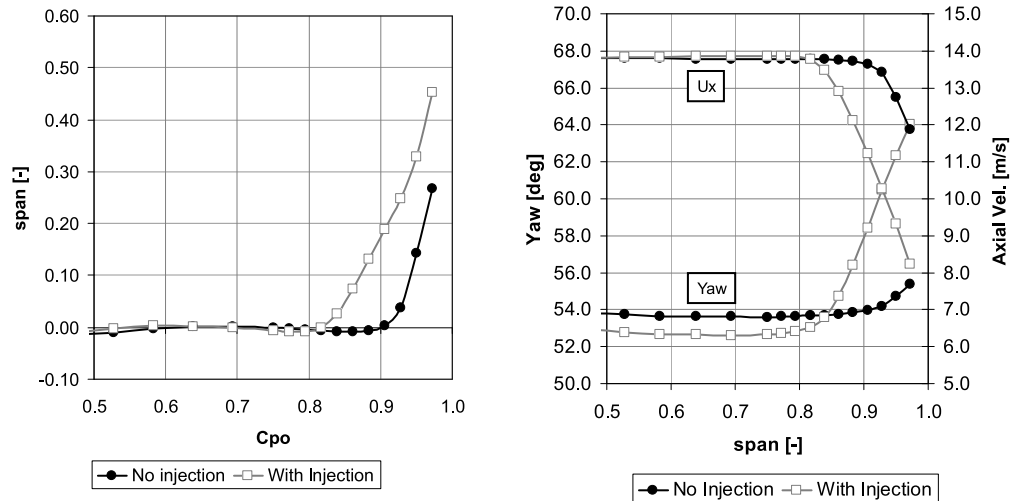 0.60
0.50
0.40
0.30
0.20
0.10
0.00
-0.10
span [-]
0.5 0.6 0.7 0.8 0.9 1.0
Cpo
No injection With Injection
70.0
68.0
66.0
64.0
62.0
60.0
58.0
56.0
54.0
52.0
50.0
Yaw [deg]
Ux
Yaw
15.0
14.0
13.0
12.0
11.0
10.0
9.0
8.0
7.0
6.0
5.0
Axial Vel. [m/s]
0.5 0.6 0.7 0.8 0.9 1.0
span [-]
No Injection With Injection